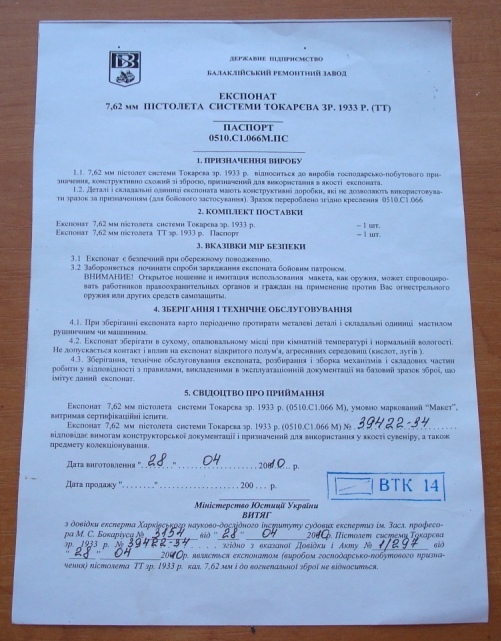 БРЗ
ДЕРЖАВНЕ ПІДПРИЄМСТВО
БАЛАКЛІЙСЬКИЙ РЕМОНТНИЙ ЗАВОД
ЕКСПОНАТ
7,62 мм ПІСТОЛЕТА СИСТЕМИ ТОКАРЄВА ЗР. 1933 Р. (ТТ)
ПАСПОРТ
0510.С1.066М.ПС
1. ПРИЗНАЧЕННЯ ВИРОБУ
1.1. 7,62 мм пістолет системи Токарєва зр. 1933 р. відноситься до виробів господарсько-побутового при-
значення, конструктивно схожий зі зброєю, призначений для використання в якості експоната.
1.2. Деталі і складальні одиниці експоната мають конструктивні доробки, які не дозволяють використовува-
ти зразок за призначенням (для бойового застосування). Зразок перероблено згідно креслення 0510.С1.066
2. КОМПЛЕКТ ПОСТАВКИ
Експонат 7,62 мм пістолета системи Токарєва зр. 1933 р. – 1 шт.
Експонат 7,62 мм пістолета ТТ зр. 1933 р. Паспорт – 1 шт.
3. ВКАЗІВКИ МІР БЕЗПЕКИ
3.1 Експонат є безпечний при обережному поводженню.
3.2 Забороняється починати спроби заряджання експоната бойовим патроном.
ВНИМАНИЕ! Открытое ношение и имитация использования макета, как оружия, может спровоциро-
вать работников правоохранительных органов и граждан на применение против Вас огнестрельного
оружия или других средств самозащиты.
4. ЗБЕРІГАННЯ І ТЕХНІЧНЕ ОБСЛУГОВУВАННЯ
4.1. При зберіганні експоната варто періодично протирати металеві деталі і складальні одиниці мастилом
рушничним чи машинним.
4.2. Експонат зберігати в сухому, опалювальному місці при кімнатній температурі і нормальній вологості.
Не допускається контакт і вплив на експонат відкритого полум'я, агресивних середовищ (кислот, лугів ).
4.3. Зберігання, технічне обслуговування експоната, розбирання і зборка механізмів і складових частин
робити у відповідності з правилами, викладеними в эксплуатаційній документації на базовий зразок зброї, що
імітує даний експонат.
5. СВІДОЦТВО ПРО ПРИЙМАННЯ
Експонат 7,62 мм пістолета системи Токарєва зр. 1933 р. (0510.С1.066 М), умовно маркований “Макет”,
витримав сертифікаційні іспити.
Експонат 7,62 мм пістолета системи Токарєва зр. 1933 р. (0510.С1.066 М) № 39422-34
відповідає вимогам конструкторської документації і призначений для використання у якості сувеніру, а також
предмету колекціонування.
Дата виготовлення "28" 04 2010 р.
Дата продажу "........" ........................ 200 ... р.
ВТК 14
Міністерство Юстиції України
ВИТЯГ
з довідки експерта Харківського науково-дослідного інституту судових експертиз ім. Засл. професо-
ра М. С. Бокаріуса № 3154 від "28" 04 2010р. Пістолет системи Токарєва
зр. 1933 р. № 39422-34 згідно з вказаної Довідки і Акту № 1/297 від
"28" 04 2010р. являється експонатом (виробом господарсько-побутового призна-
чення) пістолета ТТ зр. 1933 р. кал. 7,62 мм і до вогнепальної зброї не відноситься.